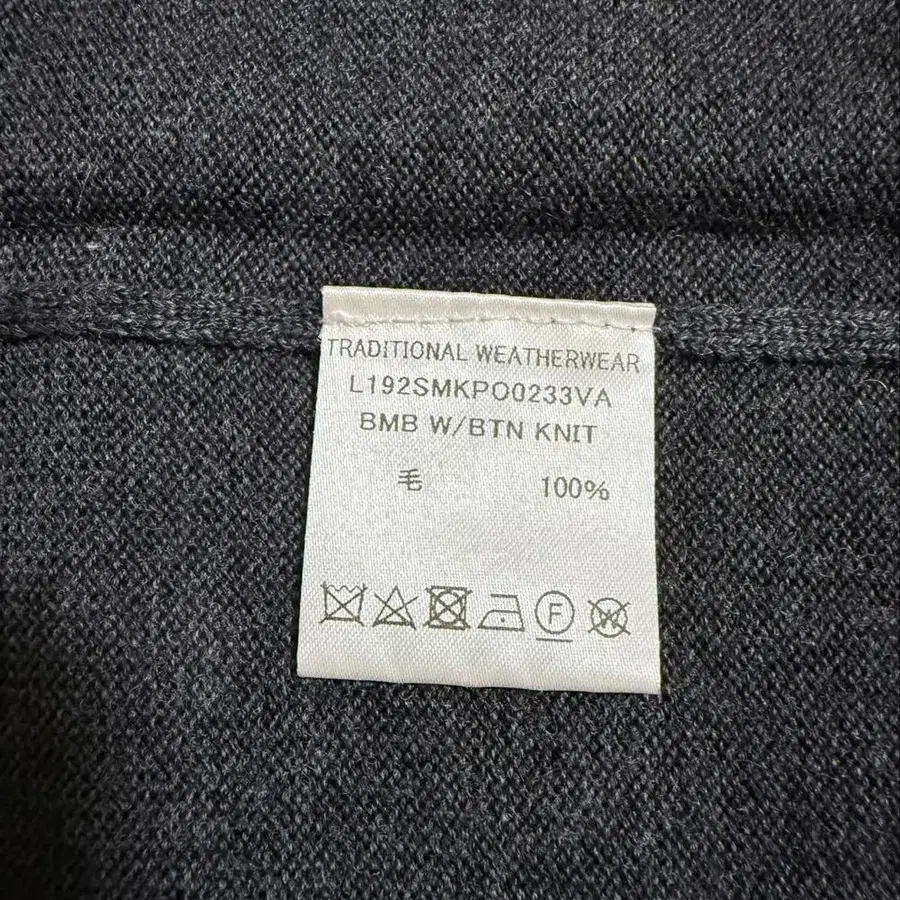 TRADITIONAL WEATHERWEAR
L192SMKPO0233VA
BMB W/BTN KNIT
毛 100%
F W